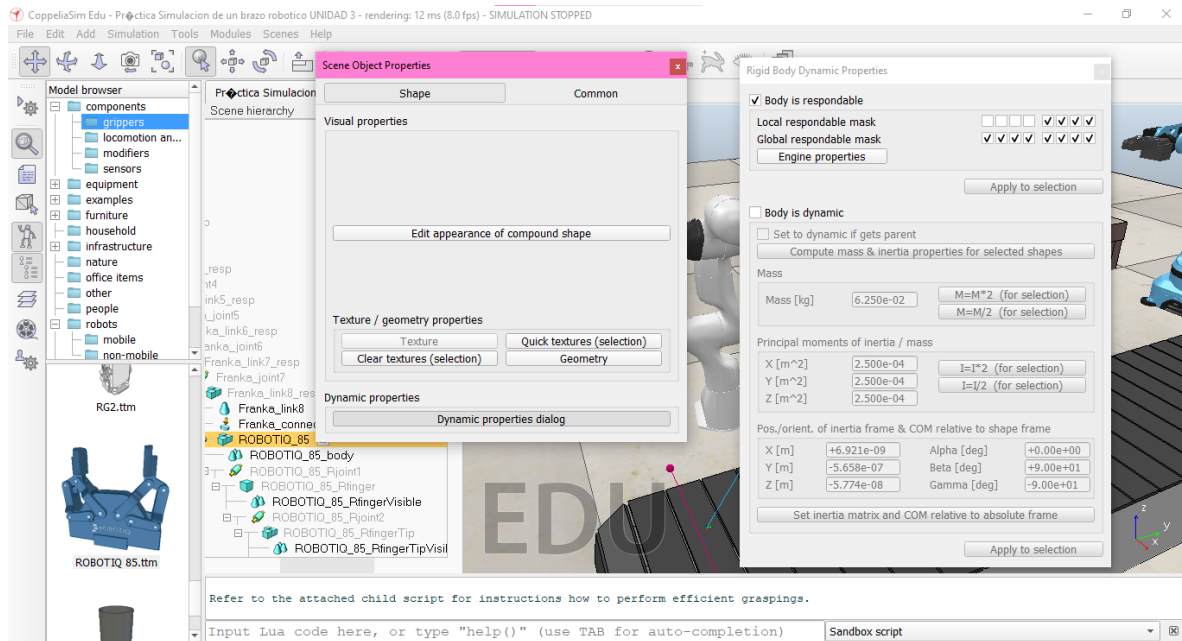 CoppeliaSim Edu - Pr�ctica Simulacion de un brazo robotico UNIDAD 3 - rendering: 12 ms (8.0 fps) - SIMULATION STOPPED
File Edit Add Simulation Tools Modules Scenes Help
Model browser
components
grippers
locomotion an...
modifiers
sensors
equipment
examples
furniture
household
infrastructure
nature
office items
other
people
robots
mobile
non-mobile
RG2.ttm
ROBOTIQ
ROBOTIQ 85.ttm
Pr�ctica Simulacion
Scene hierarchy
_resp
nt4
ink5_resp
_joint5
ka_link6_resp
anka_joint6
Franka_link7_resp
Franka_joint7
Franka_link8_res
Franka_link8
Franka_connec
ROBOTIQ_85
ROBOTIQ_85_body
ROBOTIQ_85_Rjoint1
ROBOTIQ_85_Rfinger
ROBOTIQ_85_RfingerVisible
ROBOTIQ_85_Rjoint2
ROBOTIQ_85_RfingerTip
ROBOTIQ_85_RfingerTipVisil
Scene Object Properties
x
Shape Common
Visual properties
Edit appearance of compound shape
Texture / geometry properties
Texture Quick textures (selection)
Clear textures (selection) Geometry
Dynamic properties
Dynamic properties dialog
EDU
Rigid Body Dynamic Properties
Body is respondable
Local respondable mask
Global respondable mask
Engine properties
Apply to selection
Body is dynamic
Set to dynamic if gets parent
Compute mass & inertia properties for selected shapes
Mass
Mass [kg] 6.250e-02 M=M*2 (for selection)
M=M/2 (for selection)
Principal moments of inertia / mass
X [m^2] 2.500e-04 I=I*2 (for selection)
Y [m^2] 2.500e-04 I=I/2 (for selection)
Z [m^2] 2.500e-04
Pos./orient. of inertia frame & COM relative to shape frame
X [m] +6.921e-09 Alpha [deg] +0.00e+00
Y [m] -5.658e-07 Beta [deg] +9.00e+01
Z [m] -5.774e-08 Gamma [deg] -9.00e+01
Set inertia matrix and COM relative to absolute frame
Apply to selection
z
y
x
Refer to the attached child script for instructions how to perform efficient graspings.
Input Lua code here, or type "help()" (use TAB for auto-completion) Sandbox script